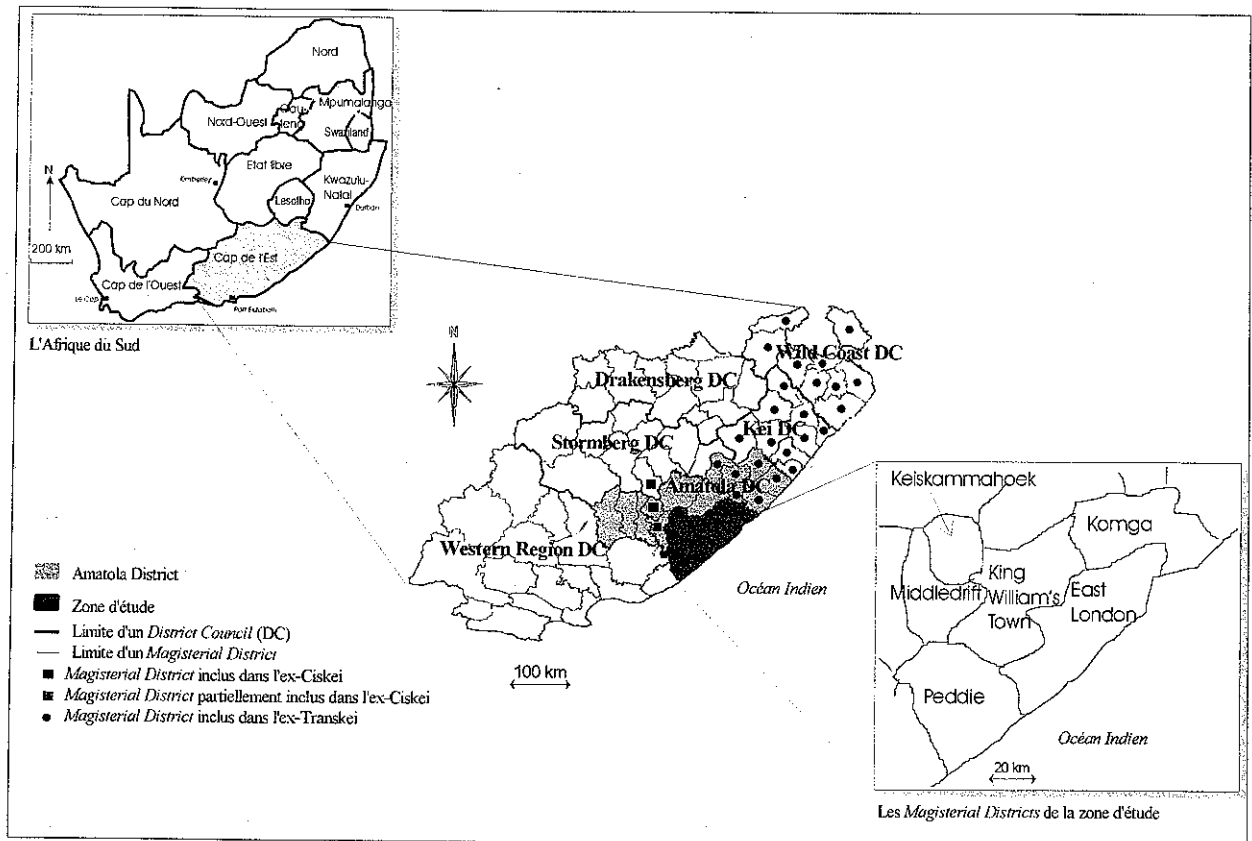 Nord
Mpumalanga
Nord-Ouest
Gau-
teng
Swaziland
Etat libre
Kwazulu-
Natal
N
Kimberley
Lesotho
Durban
Cap du Nord
200 km
Cap de l'Est
Cap de l'Ouest
Le Cap
Port Elizabeth
L'Afrique du Sud
N
Wild Coast DC
Drakensberg DC
Kei DC
Stormberg DC
Amatola DC
Western Region DC
Océan Indien
100 km
Amatola District
Zone d'étude
Limite d'un District Council (DC)
Limite d'un Magisterial District
Magisterial District inclus dans l'ex-Ciskei
Magisterial District partiellement inclus dans l'ex-Ciskei
Magisterial District inclus dans l'ex-Transkei
Keiskammahoek
Komga
King
William's
Town
Middledrift
East
London
Peddie
Océan Indien
20 km
Les Magisterial Districts de la zone d'étude